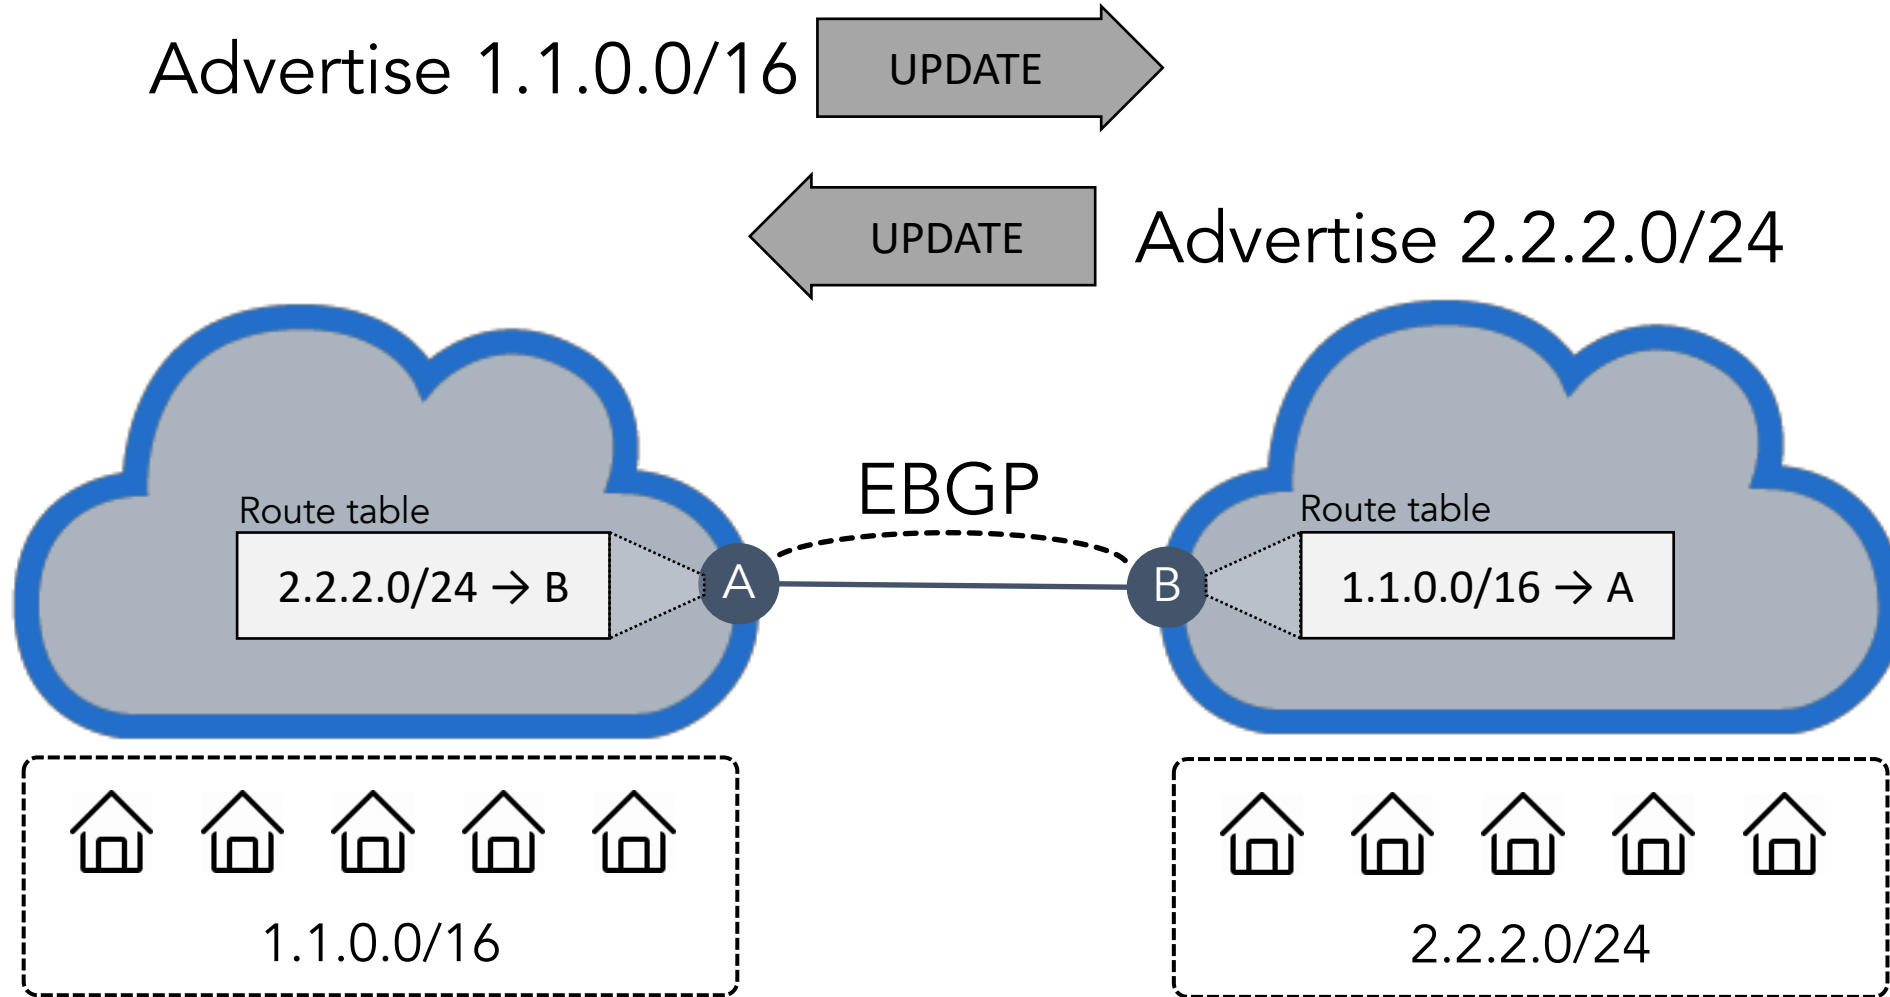 Advertise 1.1.0.0/16 UPDATE
UPDATE Advertise 2.2.2.0/24
EBGP
Route table
2.2.2.0/24 → B
A
B
Route table
1.1.0.0/16 → A
1.1.0.0/16
2.2.2.0/24